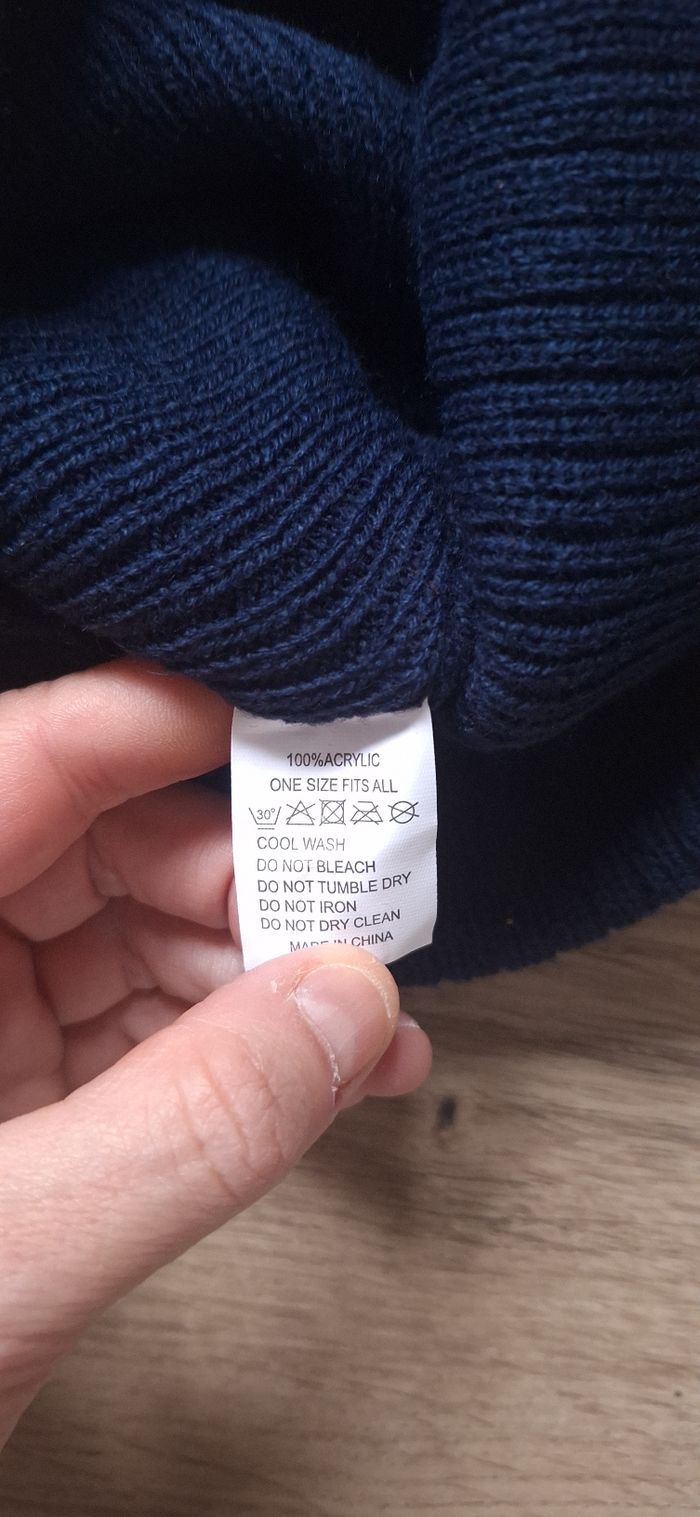 100%ACRYLIC
ONE SIZE FITS ALL
30°
COOL WASH
DO NOT BLEACH
DO NOT TUMBLE DRY
DO NOT IRON
DO NOT DRY CLEAN
MADE IN CHINA